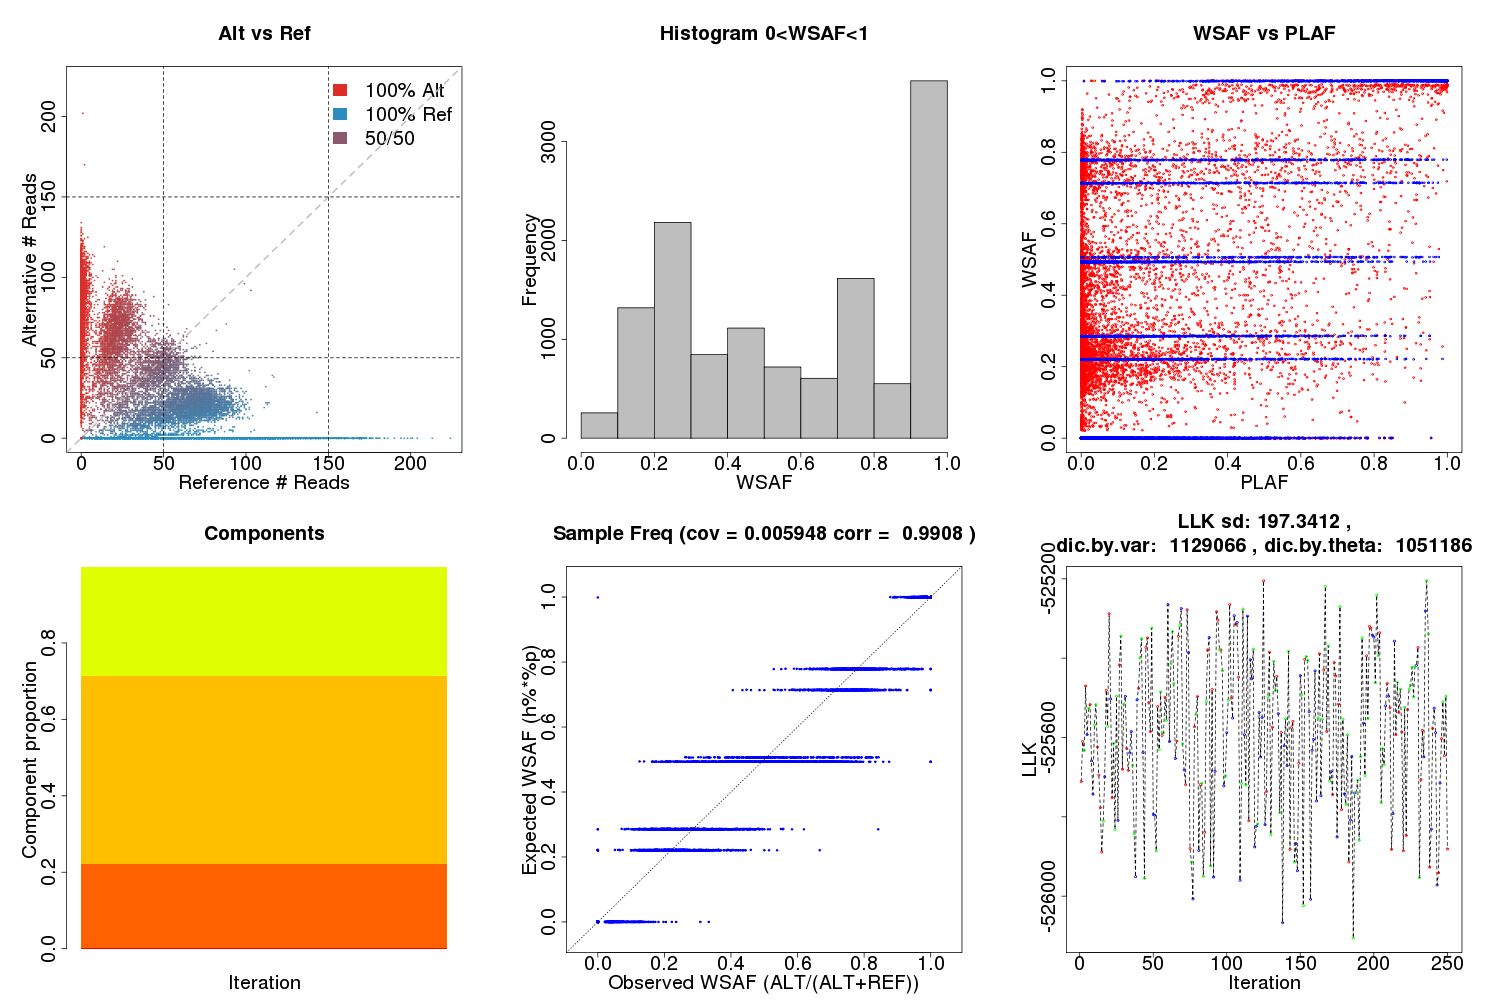 Alt vs Ref
100% Alt
100% Ref
50/50
Alternative # Reads
0 50 100 150 200
0 50 100 150 200
Reference # Reads
Histogram 0<WSAF<1
Frequency
0 1000 2000 3000
0.0 0.2 0.4 0.6 0.8 1.0
WSAF
WSAF vs PLAF
WSAF
0.0 0.2 0.4 0.6 0.8 1.0
0.0 0.2 0.4 0.6 0.8 1.0
PLAF
Components
Component proportion
0.0 0.2 0.4 0.6 0.8
Iteration
Sample Freq (cov = 0.005948 corr = 0.9908 )
Expected WSAF (h%*%p)
0.0 0.2 0.4 0.6 0.8 1.0
0.0 0.2 0.4 0.6 0.8 1.0
Observed WSAF (ALT/(ALT+REF))
LLK sd: 197.3412 ,
dic.by.var: 1129066 , dic.by.theta: 1051186
LLK
-526000 -525600 -525200
0 50 100 150 200 250
Iteration